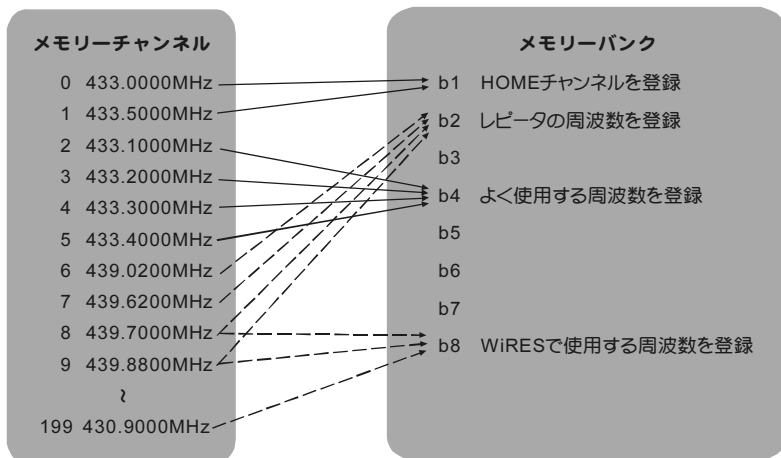 メモリーチャンネル
0 433.0000MHz
1 433.5000MHz
2 433.1000MHz
3 433.2000MHz
4 433.3000MHz
5 433.4000MHz
6 439.0200MHz
7 439.6200MHz
8 439.7000MHz
9 439.8800MHz
~
199 430.9000MHz
メモリーバンク
b1 HOMEチャンネルを登録
b2 レピータの周波数を登録
b3
b4 よく使用する周波数を登録
b5
b6
b7
b8 WiRESで使用する周波数を登録